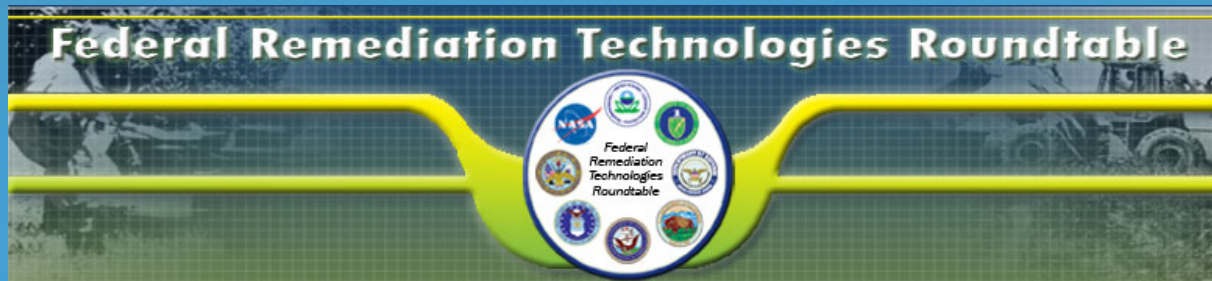 Federal Remediation Technologies Roundtable
NASA
Federal
Remediation
Technologies
Roundtable